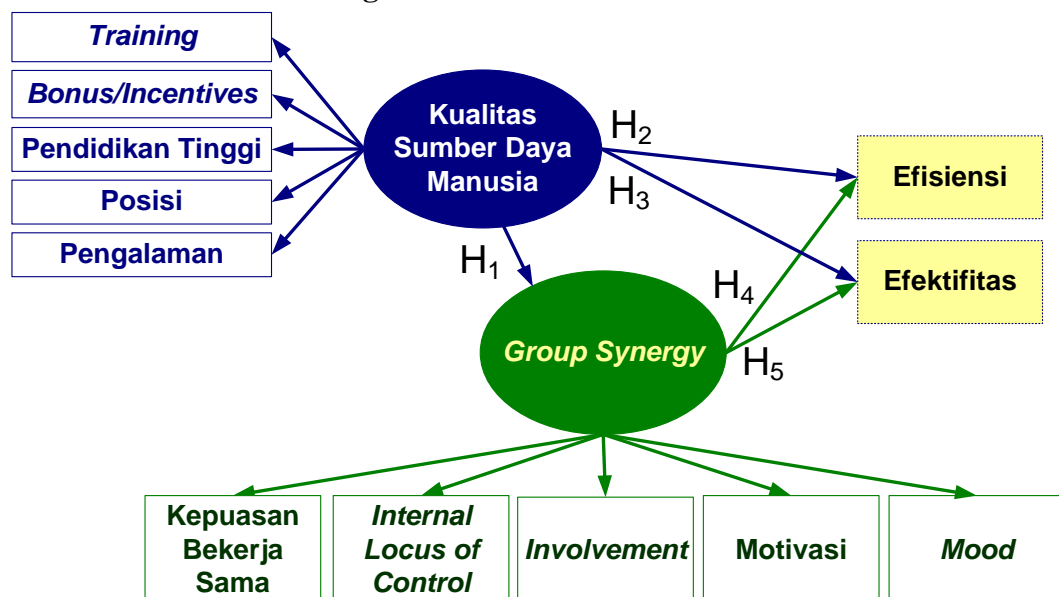 Training
Bonus/Incentives
Pendidikan Tinggi
Posisi
Pengalaman
Kualitas
Sumber Daya
Manusia
H2
H3
H1
Efisiensi
Efektifitas
H4
H5
Group Synergy
Kepuasan
Bekerja
Sama
Internal
Locus of
Control
Involvement
Motivasi
Mood